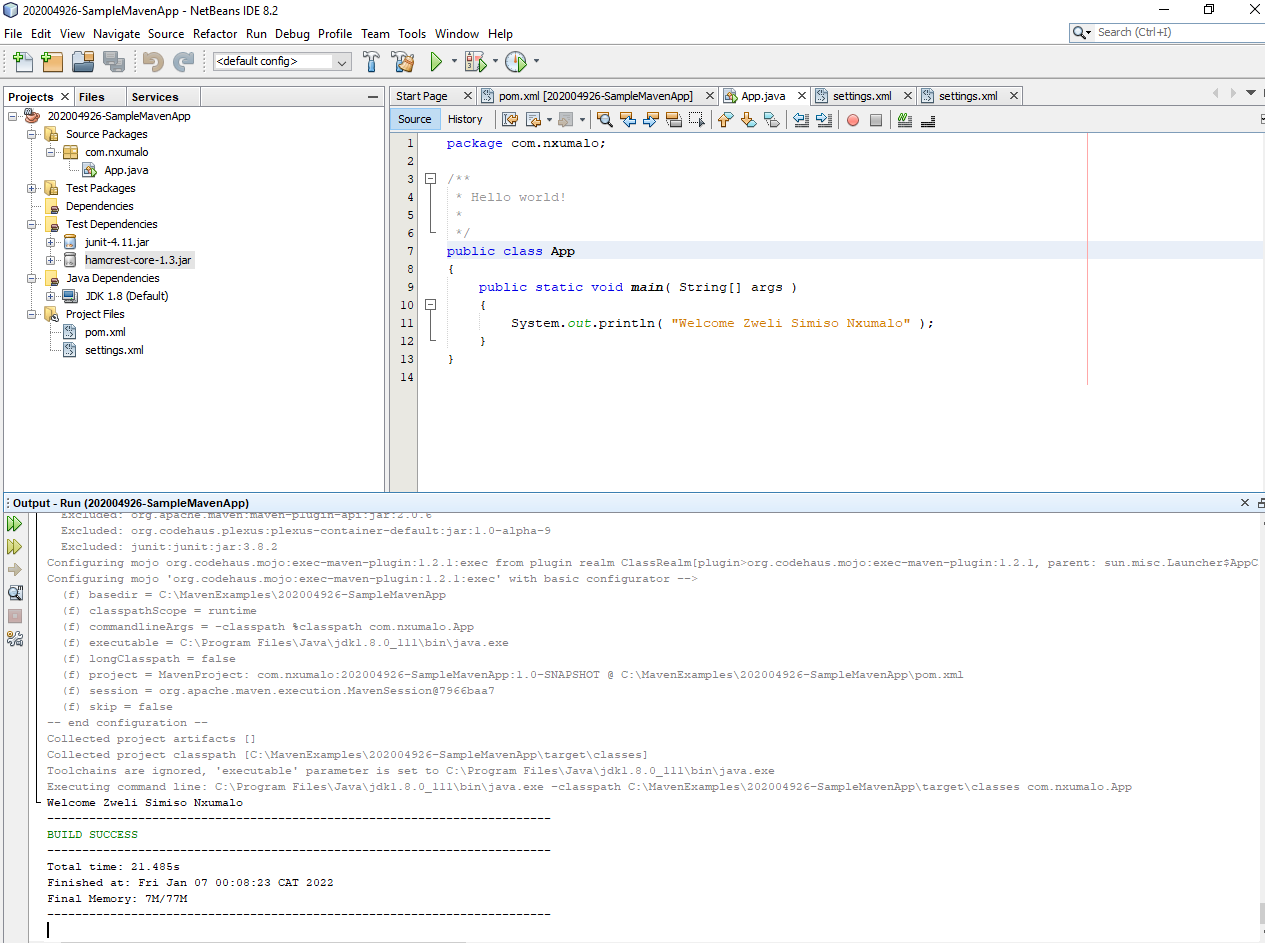 202004926-SampleMavenApp - NetBeans IDE 8.2
File Edit View Navigate Source Refactor Run Debug Profile Team Tools Window Help
Search (Ctrl+I)
<default config>
Projects Files Services
202004926-SampleMavenApp
Source Packages
com.nxumalo
App.java
Test Packages
Dependencies
Test Dependencies
junit-4.11.jar
hamcrest-core-1.3.jar
Java Dependencies
JDK 1.8 (Default)
Project Files
pom.xml
settings.xml
Start Page pom.xml [202004926-SampleMavenApp] App.java settings.xml settings.xml
Source History
1 package com.nxumalo;
2
3 /**
4 * Hello world!
5 *
6 */
7 public class App
8 {
9 public static void main( String[] args )
10 {
11 System.out.println( "Welcome Zweli Simiso Nxumalo" );
12 }
13 }
14
Output - Run (202004926-SampleMavenApp)
Excluded: org.apache.maven:maven-plugin-api:jar:2.0.6
Excluded: org.codehaus.plexus:plexus-container-default:jar:1.0-alpha-9
Excluded: junit:junit:jar:3.8.2
Configuring mojo org.codehaus.mojo:exec-maven-plugin:1.2.1:exec from plugin realm ClassRealm[plugin>org.codehaus.mojo:exec-maven-plugin:1.2.1, parent: sun.misc.Launcher$AppC
Configuring mojo 'org.codehaus.mojo:exec-maven-plugin:1.2.1:exec' with basic configurator -->
(f) basedir = C:\MavenExamples\202004926-SampleMavenApp
(f) classpathScope = runtime
(f) commandlineArgs = -classpath %classpath com.nxumalo.App
(f) executable = C:\Program Files\Java\jdk1.8.0_111\bin\java.exe
(f) longClasspath = false
(f) project = MavenProject: com.nxumalo:202004926-SampleMavenApp:1.0-SNAPSHOT @ C:\MavenExamples\202004926-SampleMavenApp\pom.xml
(f) session = org.apache.maven.execution.MavenSession@7966baa7
(f) skip = false
-- end configuration --
Collected project artifacts []
Collected project classpath [C:\MavenExamples\202004926-SampleMavenApp\target\classes]
Toolchains are ignored, 'executable' parameter is set to C:\Program Files\Java\jdk1.8.0_111\bin\java.exe
Executing command line: C:\Program Files\Java\jdk1.8.0_111\bin\java.exe -classpath C:\MavenExamples\202004926-SampleMavenApp\target\classes com.nxumalo.App
Welcome Zweli Simiso Nxumalo
------------------------------------------------------------------------
BUILD SUCCESS
------------------------------------------------------------------------
Total time: 21.485s
Finished at: Fri Jan 07 00:08:23 CAT 2022
Final Memory: 7M/77M
------------------------------------------------------------------------